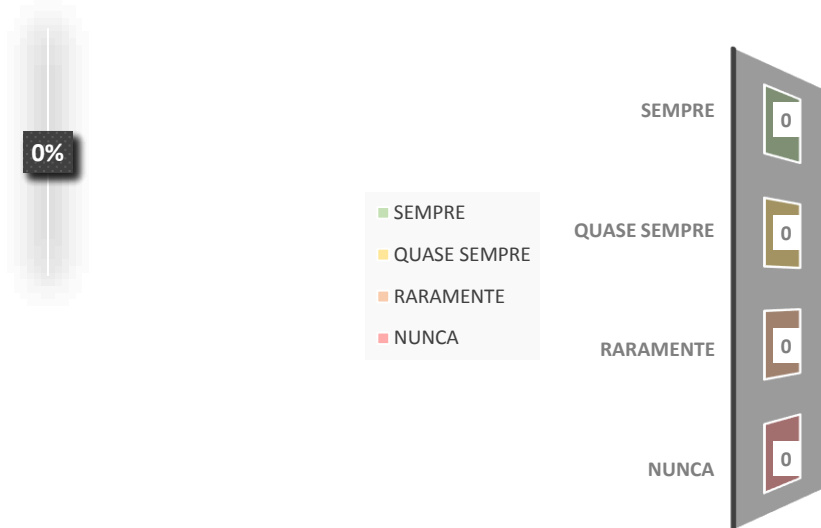 0%
SEMPRE
QUASE SEMPRE
RARAMENTE
NUNCA
SEMPRE 0
QUASE SEMPRE 0
RARAMENTE 0
NUNCA 0